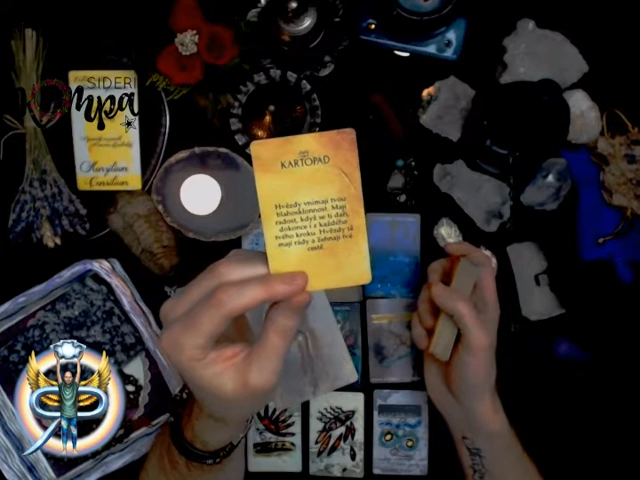 SIDERI
ompa
KARTOPAD
Hvězdy vnímají tvou
blahosklonnost. Mají
radost, když se ti daří,
dokonce i z každého
tvého kroku. Hvězdy tě
mají rády a žehnají tvé
cestě.